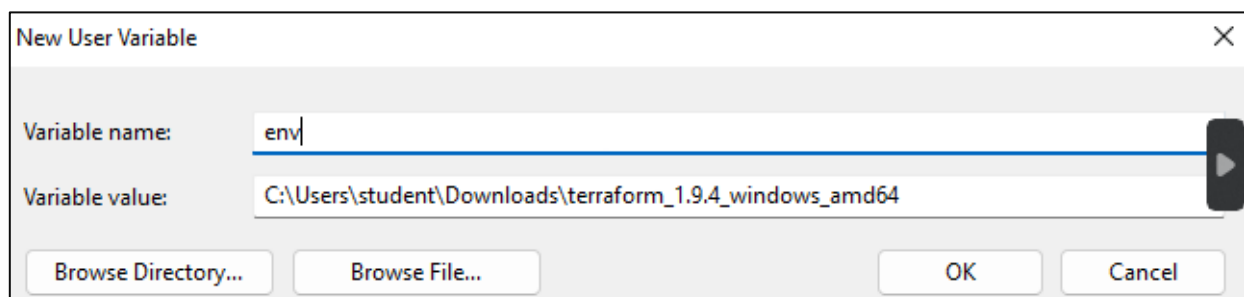 New User Variable
Variable name: env
Variable value: C:\Users\student\Downloads\terraform_1.9.4_windows_amd64
Browse Directory... Browse File... OK Cancel